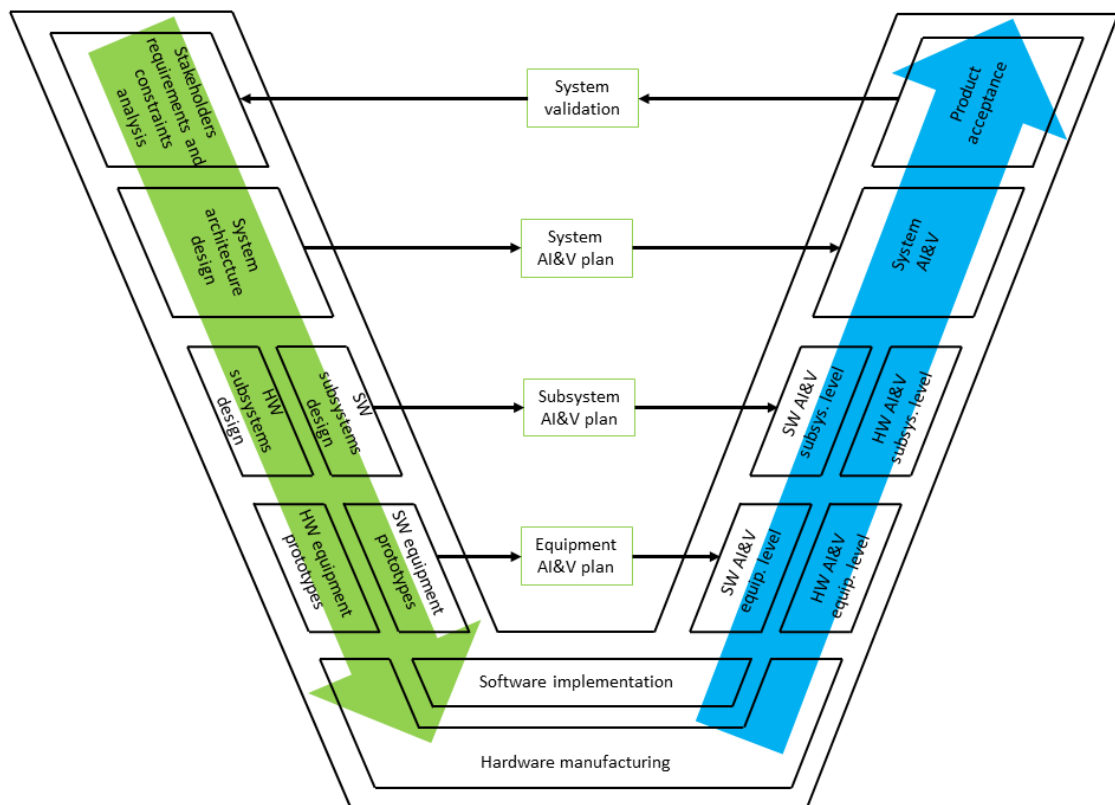 Stakeholders
requirements and
constraints
analysis
System
validation
Product
acceptance
System
architecture
design
System
AI&V plan
System
AI&V
HW
subsystems
design
SW
subsystems
design
Subsystem
AI&V plan
SW AI&V
subsys. level
HW AI&V
subsys. level
HW equipment
prototypes
SW equipment
prototypes
Equipment
AI&V plan
SW AI&V
equip. level
HW AI&V
equip. level
Software implementation
Hardware manufacturing